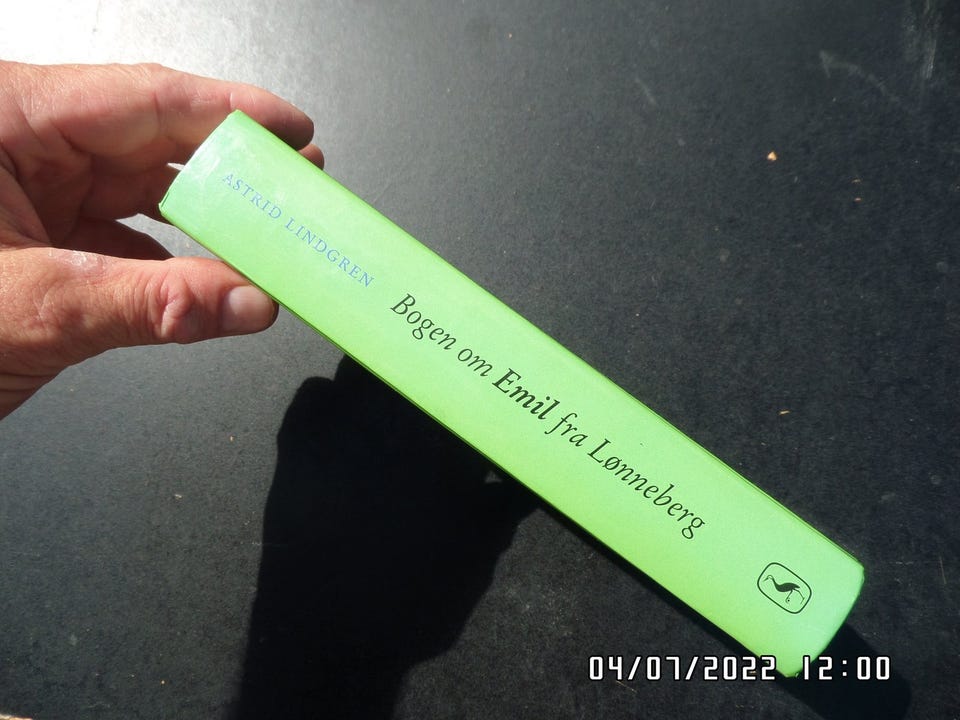 ASTRID LINDGREN
Bogen om Emil fra Lønneberg
04/07/2022 12:00